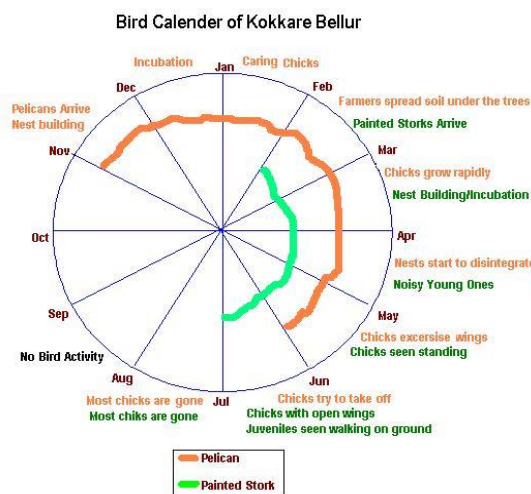 Bird Calender of Kokkare Bellur
Incubation
Jan
Caring Chicks
Dec
Feb
Pelicans Arrive
Nest building
Farmers spread soil under the trees
Painted Storks Arrive
Nov
Mar
Chicks grow rapidly
Nest Building/Incubation
Oct
Apr
Nests start to disintegrate
Noisy Young Ones
Sep
May
Chicks excersise wings
Chicks seen standing
No Bird Activity
Aug
Jun
Most chicks are gone
Most chiks are gone
Jul
Chicks try to take off
Chicks with open wings
Juveniles seen walking on ground
Pelican
Painted Stork